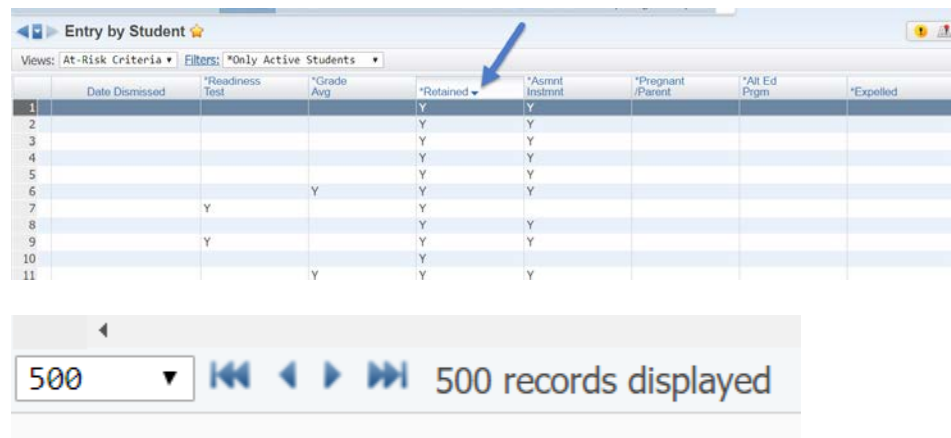 Entry by Student
Views: At-Risk Criteria Filters: *Only Active Students
Date Dismissed *Readiness Test *Grade Avg *Retained *Asmnt Instmnt *Pregnant /Parent *Alt Ed Prgm *Expelled
1 Y Y
2 Y Y
3 Y Y
4 Y Y
5 Y Y
6 Y Y Y
7 Y Y
8 Y Y
9 Y Y Y
10 Y
11 Y Y Y
500 500 records displayed